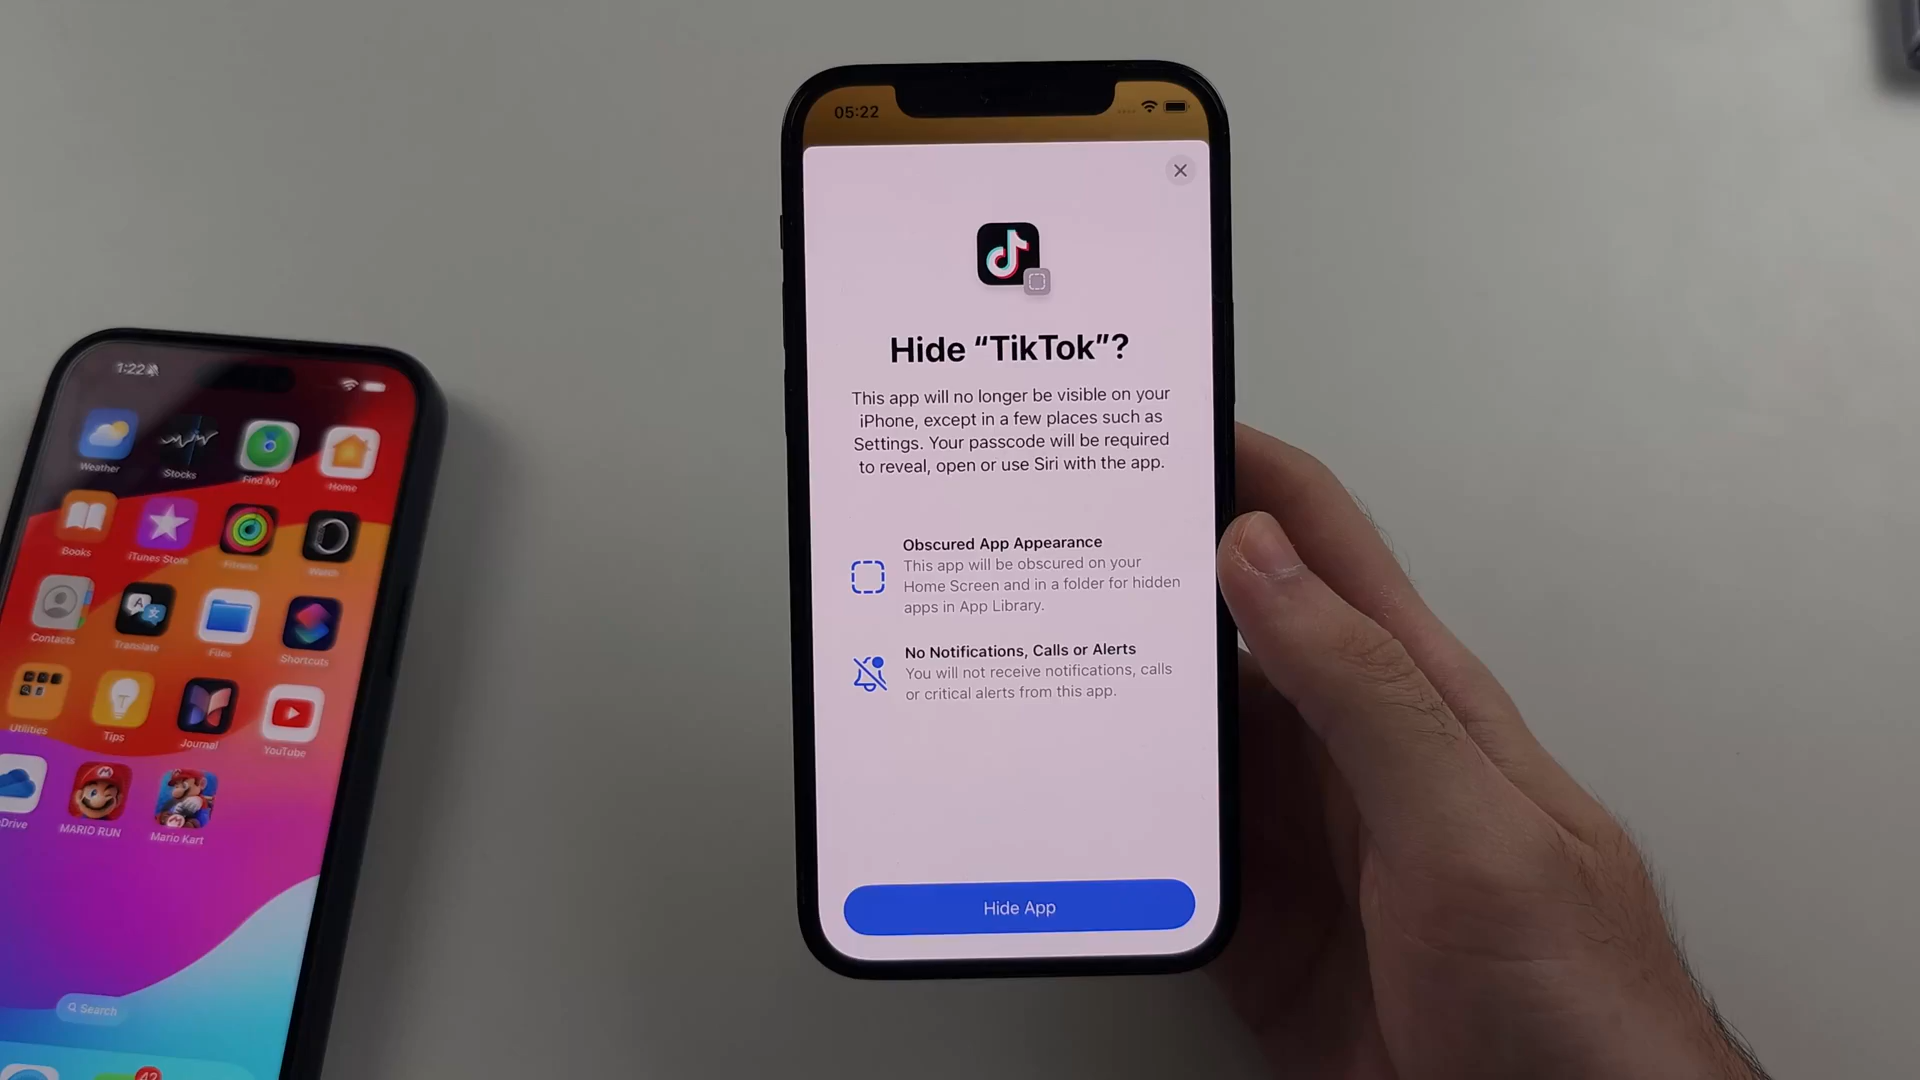 1:22
Weather
Stocks
Find My
Home
Books
iTunes Store
Fitness
Watch
Contacts
Translate
Files
Shortcuts
Utilities
Tips
Journal
YouTube
Drive
MARIO RUN
Mario Kart
Search
42
05:22
Hide “TikTok”?
This app will no longer be visible on your
iPhone, except in a few places such as
Settings. Your passcode will be required
to reveal, open or use Siri with the app.
Obscured App Appearance
This app will be obscured on your
Home Screen and in a folder for hidden
apps in App Library.
No Notifications, Calls or Alerts
You will not receive notifications, calls
or critical alerts from this app.
Hide App